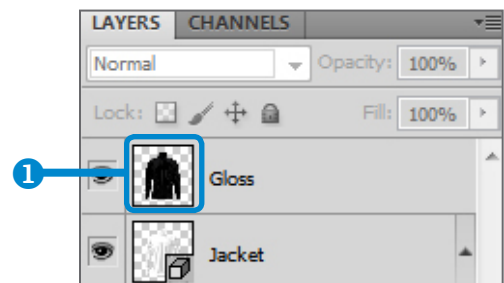 LAYERS CHANNELS
Normal Opacity: 100%
Lock: Fill: 100%
1 Gloss
Jacket